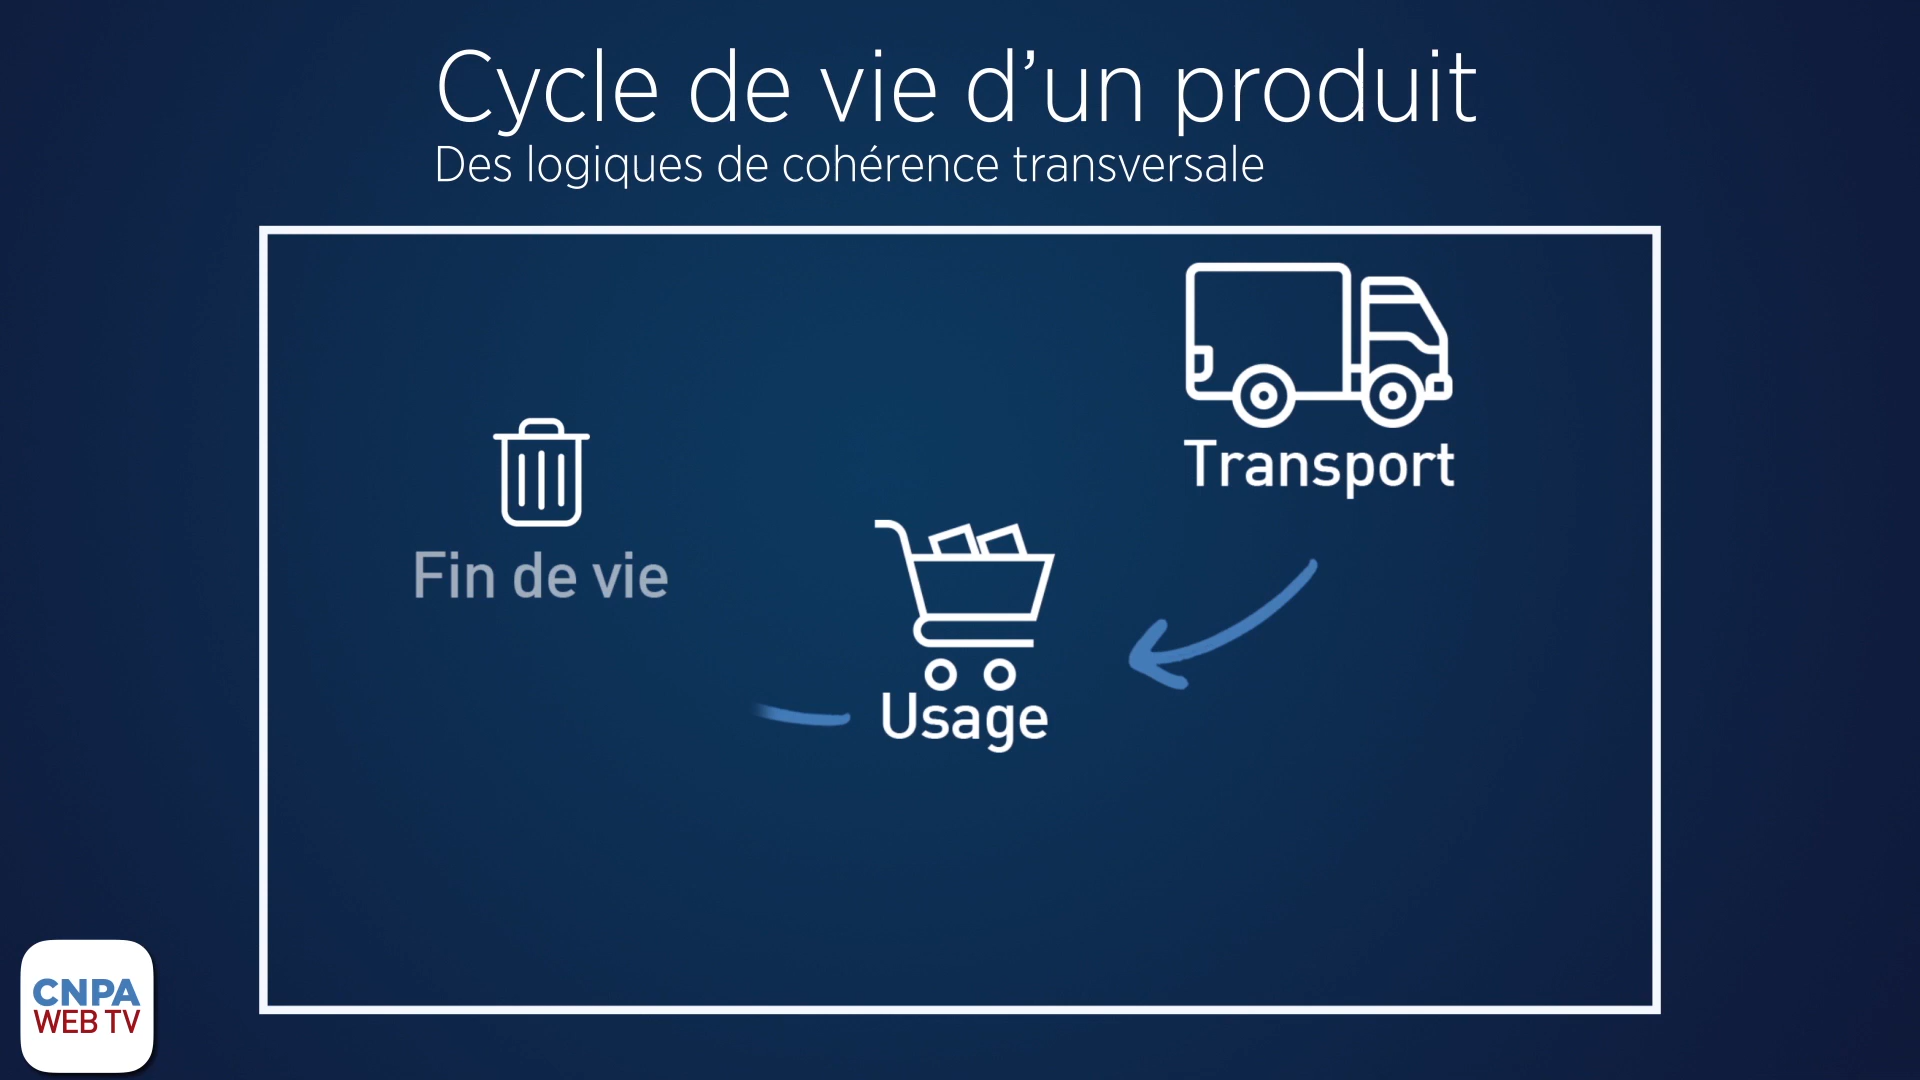 Cycle de vie d’un produit
Des logiques de cohérence transversale
Transport
Fin de vie
Usage
CNPA
WEB TV